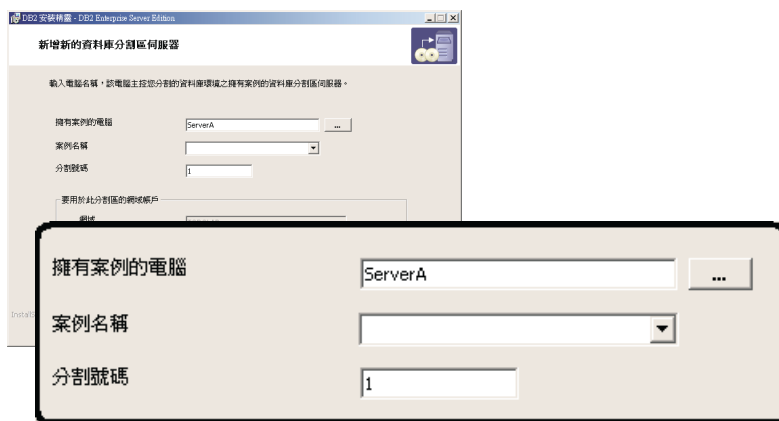 DB2 安裝精靈 - DB2 Enterprise Server Edition
新增新的資料庫分割區伺服器
輸入電腦名稱，該電腦主控您分割的資料庫環境之擁有案例的資料庫分割區伺服器。
擁有案例的電腦 ServerA ...
案例名稱
分割號碼 1
要用於此分割區的網域帳戶
網域
擁有案例的電腦 ServerA ...
案例名稱
分割號碼 1